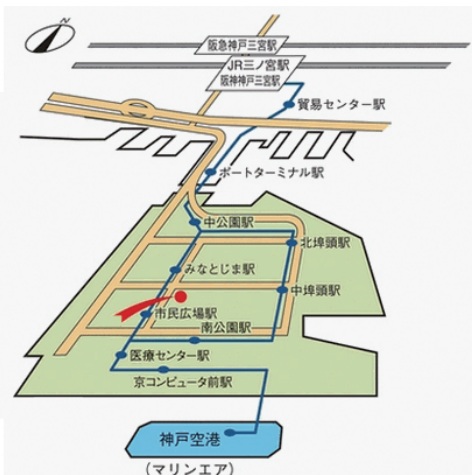 N
阪急神戸三宮駅
JR三ノ宮駅
阪神神戸三宮駅
貿易センター駅
ポートターミナル駅
中公園駅
北埠頭駅
みなとじま駅
中埠頭駅
市民広場駅
南公園駅
医療センター駅
京コンピュータ前駅
神戸空港
(マリンエア)